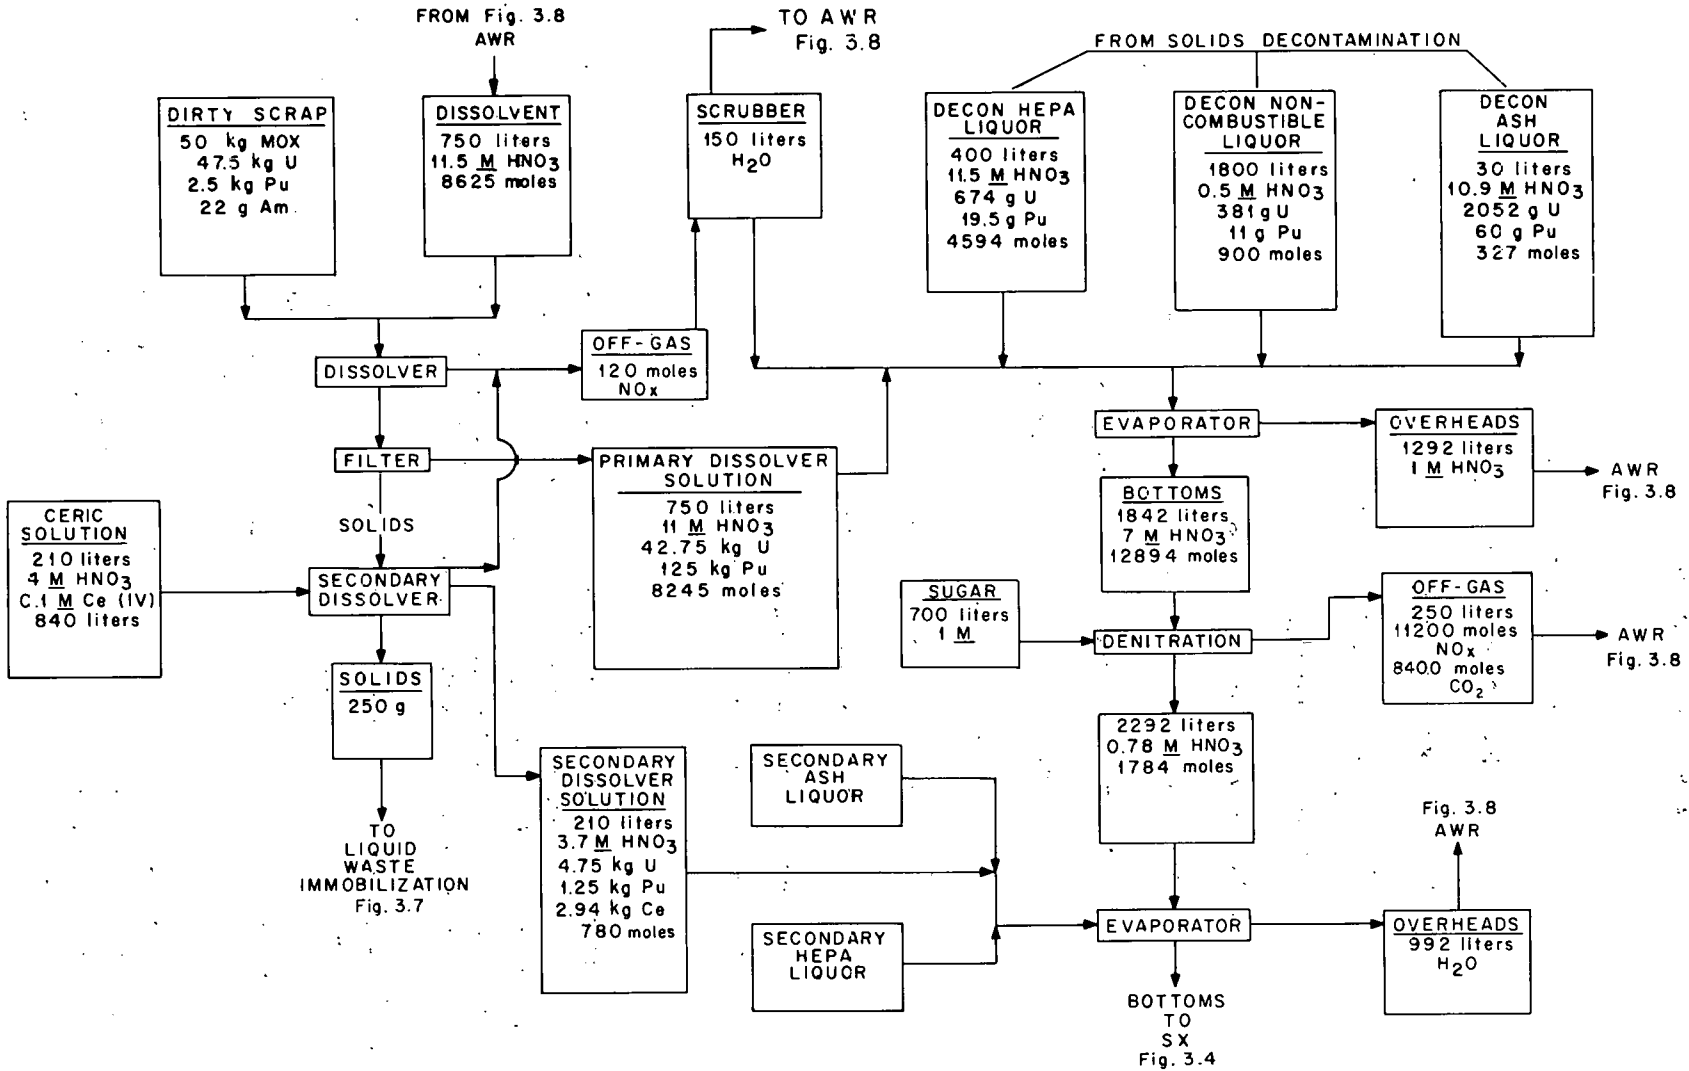 FROM Fig. 3.8
AWR
TO AWR
Fig. 3.8
FROM SOLIDS DECONTAMINATION
DIRTY SCRAP
50 kg MOX
47.5 kg U
2.5 kg Pu
22 g Am
DISSOLVENT
750 liters
11.5 M HNO3
8625 moles
SCRUBBER
150 liters
H2O
DECON HEPA
LIQUOR
400 liters
11.5 M HNO3
674 g U
19.5 g Pu
4594 moles
DECON NON-
COMBUSTIBLE
LIQUOR
1800 liters
0.5 M HNO3
381 g U
11 g Pu
900 moles
DECON
ASH
LIQUOR
30 liters
10.9 M HNO3
2052 g U
60 g Pu
327 moles
DISSOLVER
OFF-GAS
120 moles
NOx
FILTER
PRIMARY DISSOLVER
SOLUTION
750 liters
11 M HNO3
42.75 kg U
125 kg Pu
8245 moles
EVAPORATOR
OVERHEADS
1292 liters
1 M HNO3
AWR
Fig. 3.8
BOTTOMS
1842 liters
7 M HNO3
12894 moles
CERIC
SOLUTION
210 liters
4 M HNO3
C.1 M Ce (IV)
840 liters
SOLIDS
SECONDARY
DISSOLVER
SUGAR
700 liters
1 M
DENITRATION
OFF-GAS
250 liters
11200 moles
NOx
8400 moles
CO2
AWR
Fig. 3.8
SOLIDS
250 g
TO
LIQUID
WASTE
IMMOBILIZATION
Fig. 3.7
SECONDARY
DISSOLVER
SOLUTION
210 liters
3.7 M HNO3
4.75 kg U
1.25 kg Pu
2.94 kg Ce
780 moles
SECONDARY
ASH
LIQUOR
SECONDARY
HEPA
LIQUOR
2292 liters
0.78 M HNO3
1784 moles
EVAPORATOR
Fig. 3.8
AWR
OVERHEADS
992 liters
H2O
BOTTOMS
TO
SX
Fig. 3.4